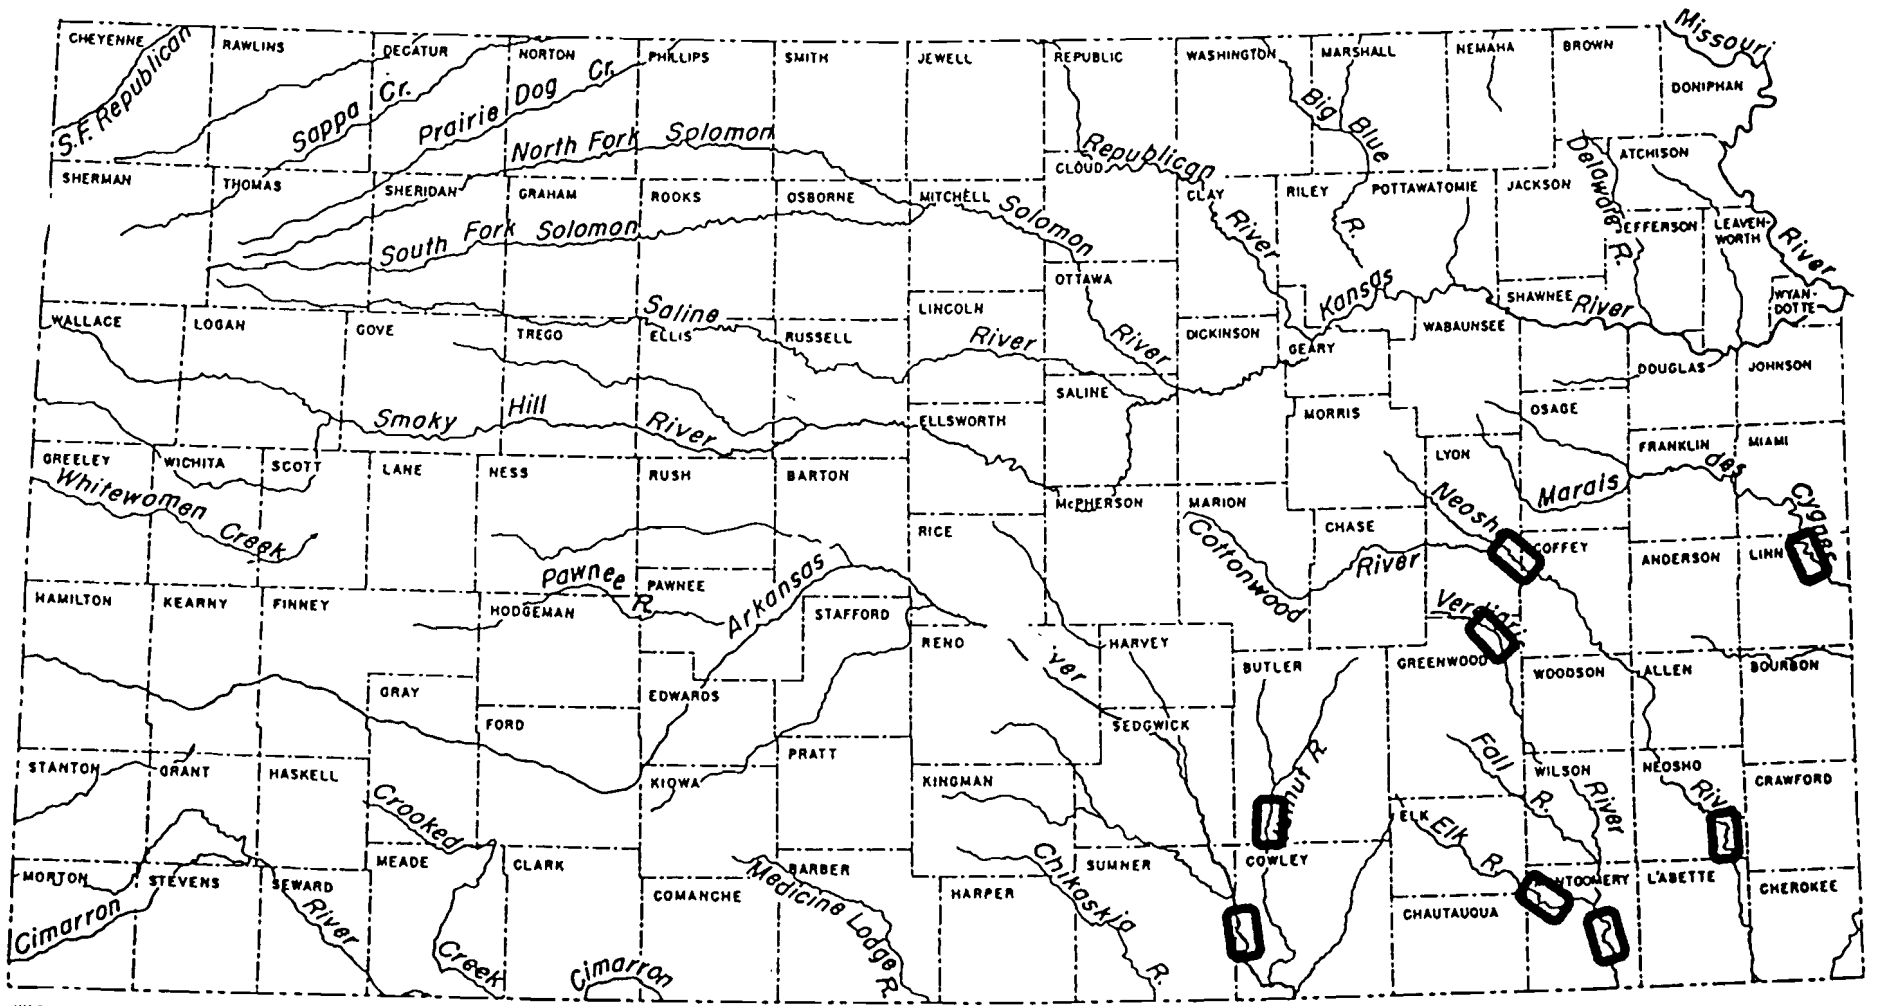 Missouri
CHEYENNE
RAWLINS
DECATUR
NORTON
PHILLIPS
SMITH
JEWELL
REPUBLIC
WASHINGTON
MARSHALL
NEMAHA
BROWN
DONIPHAN
S.F. Republican
Sappa Cr.
Prairie Dog Cr.
North Fork Solomon
Republican
Big Blue
R.
Delaware R.
ATCHISON
SHERMAN
THOMAS
SHERIDAN
GRAHAM
ROOKS
OSBORNE
MITCHELL
CLOUD
CLAY
RILEY
POTTAWATOMIE
JACKSON
JEFFERSON
LEAVEN-
WORTH
South Fork Solomon
Solomon
River
River
River
OTTAWA
Kansas
River
SHAWNEE
WYAN-
DOTTE
WALLACE
LOGAN
GOVE
TREGO
ELLIS
RUSSELL
LINCOLN
DICKINSON
GEARY
WABAUNSEE
DOUGLAS
JOHNSON
Saline
River
SALINE
Smoky Hill River
ELLSWORTH
MORRIS
OSAGE
FRANKLIN
MIAMI
LYON
GREELEY
WICHITA
SCOTT
LANE
NESS
RUSH
BARTON
McPHERSON
MARION
CHASE
Marais des Cygnes
Whitewomen Creek
RICE
Cottonwood River
COFFEY
ANDERSON
LINN
HAMILTON
KEARNY
FINNEY
HODGEMAN
Pawnee R.
PAWNEE
Arkansas
STAFFORD
RENO
HARVEY
BUTLER
GREENWOOD
WOODSON
ALLEN
BOURBON
GRAY
FORD
EDWARDS
SEDGWICK
STANTON
GRANT
HASKELL
KIOWA
PRATT
KINGMAN
Fall R.
WILSON
River
NEOSHO
CRAWFORD
Crooked
Creek
MEADE
CLARK
COMANCHE
BARBER
Medicine Lodge R.
HARPER
Chikaskia R.
SUMNER
COWLEY
ELK
Elk R.
CHAUTAUQUA
LABETTE
CHEROKEE
MORTON
STEVENS
SEWARD
Cimarron
River
Cimarron